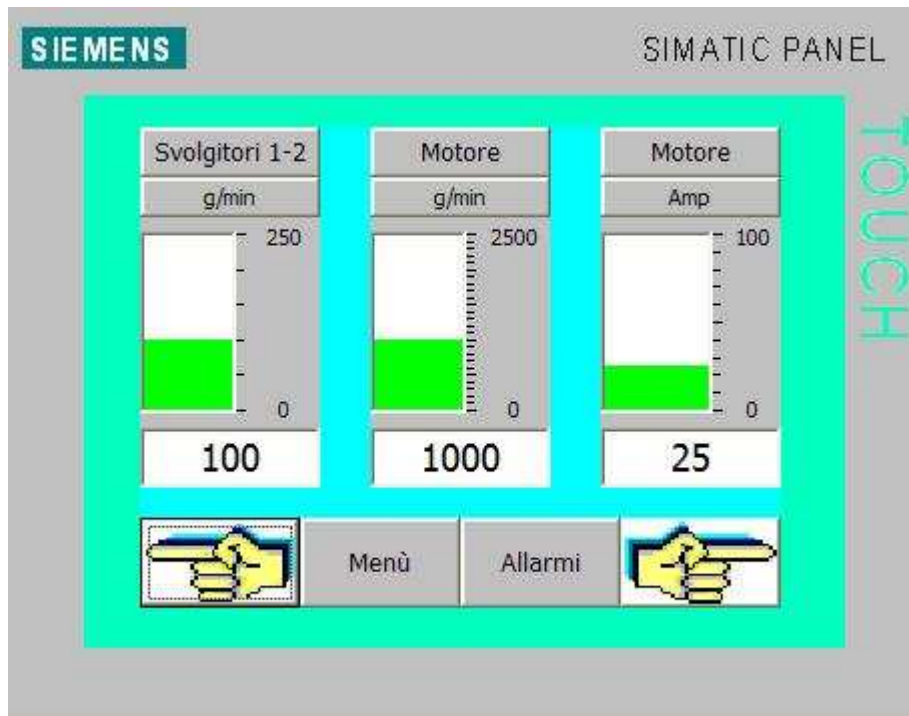 SIEMENS
SIMATIC PANEL
TOUCH
Svolgitori 1-2
Motore
Motore
g/min
g/min
Amp
250
2500
100
0
0
0
100
1000
25
Menù
Allarmi